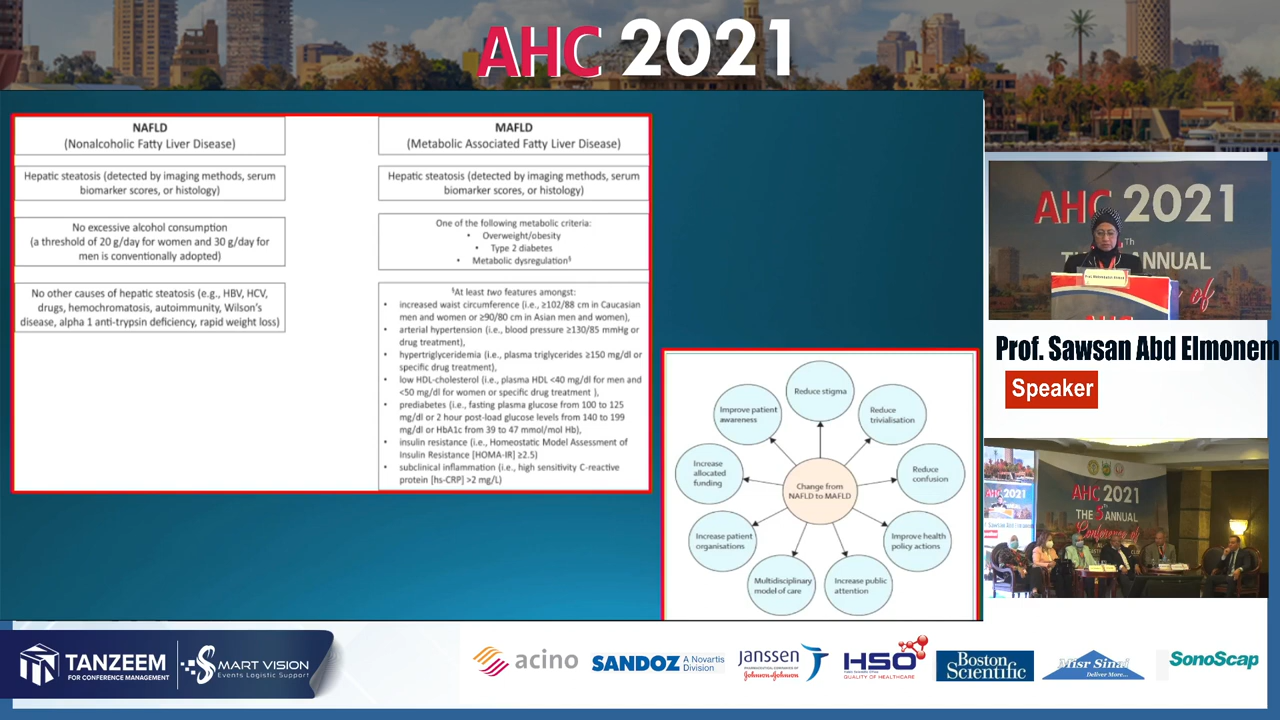 AHC 2021
NAFLD
(Nonalcoholic Fatty Liver Disease)
Hepatic steatosis (detected by imaging methods, serum
biomarker scores, or histology)
No excessive alcohol consumption
(a threshold of 20 g/day for women and 30 g/day for
men is conventionally adopted)
No other causes of hepatic steatosis (e.g., HBV, HCV,
drugs, hemochromatosis, autoimmunity, Wilson's
disease, alpha 1 anti-trypsin deficiency, rapid weight loss)
MAFLD
(Metabolic Associated Fatty Liver Disease)
Hepatic steatosis (detected by imaging methods, serum
biomarker scores, or histology)
One of the following metabolic criteria:
• Overweight/obesity
• Type 2 diabetes
• Metabolic dysregulation§
§At least two features amongst:
• increased waist circumference (i.e., ≥102/88 cm in Caucasian
men and women or ≥90/80 cm in Asian men and women),
• arterial hypertension (i.e., blood pressure ≥130/85 mmHg or
drug treatment),
• hypertriglyceridemia (i.e., plasma triglycerides ≥150 mg/dl or
specific drug treatment),
• low HDL-cholesterol (i.e., plasma HDL <40 mg/dl for men and
<50 mg/dl for women or specific drug treatment ),
• prediabetes (i.e., fasting plasma glucose from 100 to 125
mg/dl or 2 hour post-load glucose levels from 140 to 199
mg/dl or HbA1c from 39 to 47 mmol/mol Hb),
• insulin resistance (i.e., Homeostatic Model Assessment of
Insulin Resistance [HOMA-IR] ≥2.5)
• subclinical inflammation (i.e., high sensitivity C-reactive
protein [hs-CRP] >2 mg/L)
Reduce stigma
Reduce
trivialisation
Reduce
confusion
Improve health
policy actions
Increase public
attention
Multidisciplinary
model of care
Increase patient
organisations
Increase
allocated
funding
Improve patient
awareness
Change from
NAFLD to MAFLD
AHC 2021
Th
ANNUAL
of
AHC
Prof. Sawsan Abd Elmonem
Speaker
AHC 2021
AHC 2021
THE 5th ANNUAL
Conference of
TANZEEM
FOR CONFERENCE MANAGEMENT
SMART VISION
Events Logistic Support
acino
SANDOZ A Novartis
Division
janssen
PHARMACEUTICAL COMPANIES OF
Johnson & Johnson
HSO
QUALITY OF HEALTHCARE
Boston
Scientific
Misr Sinai
Deliver More...
SonoScape